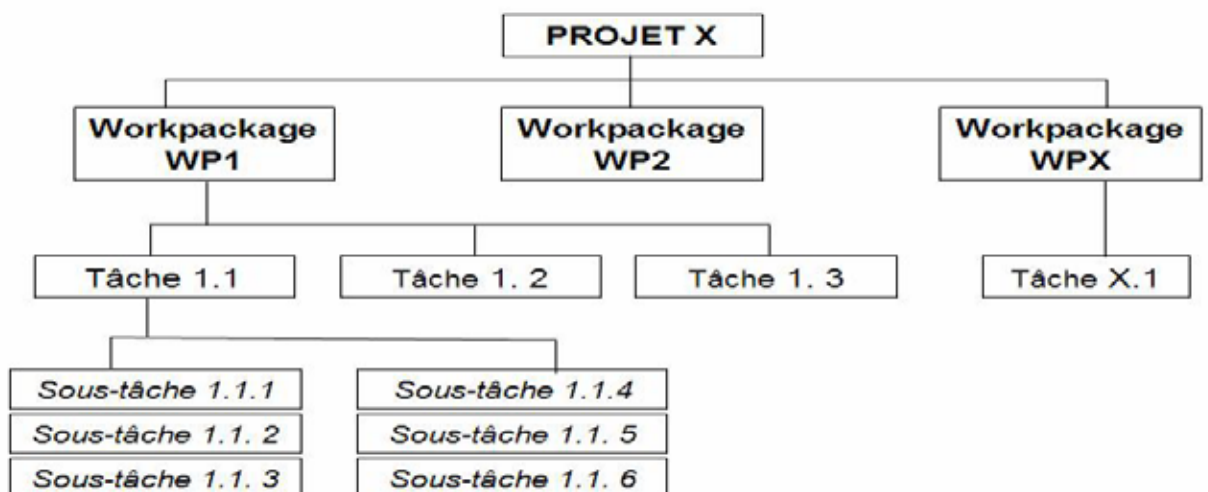 PROJET X
Workpackage
WP1
Workpackage
WP2
Workpackage
WPX
Tâche 1.1
Tâche 1. 2
Tâche 1. 3
Tâche X.1
Sous-tâche 1.1.1
Sous-tâche 1.1. 2
Sous-tâche 1.1. 3
Sous-tâche 1.1.4
Sous-tâche 1.1. 5
Sous-tâche 1.1. 6